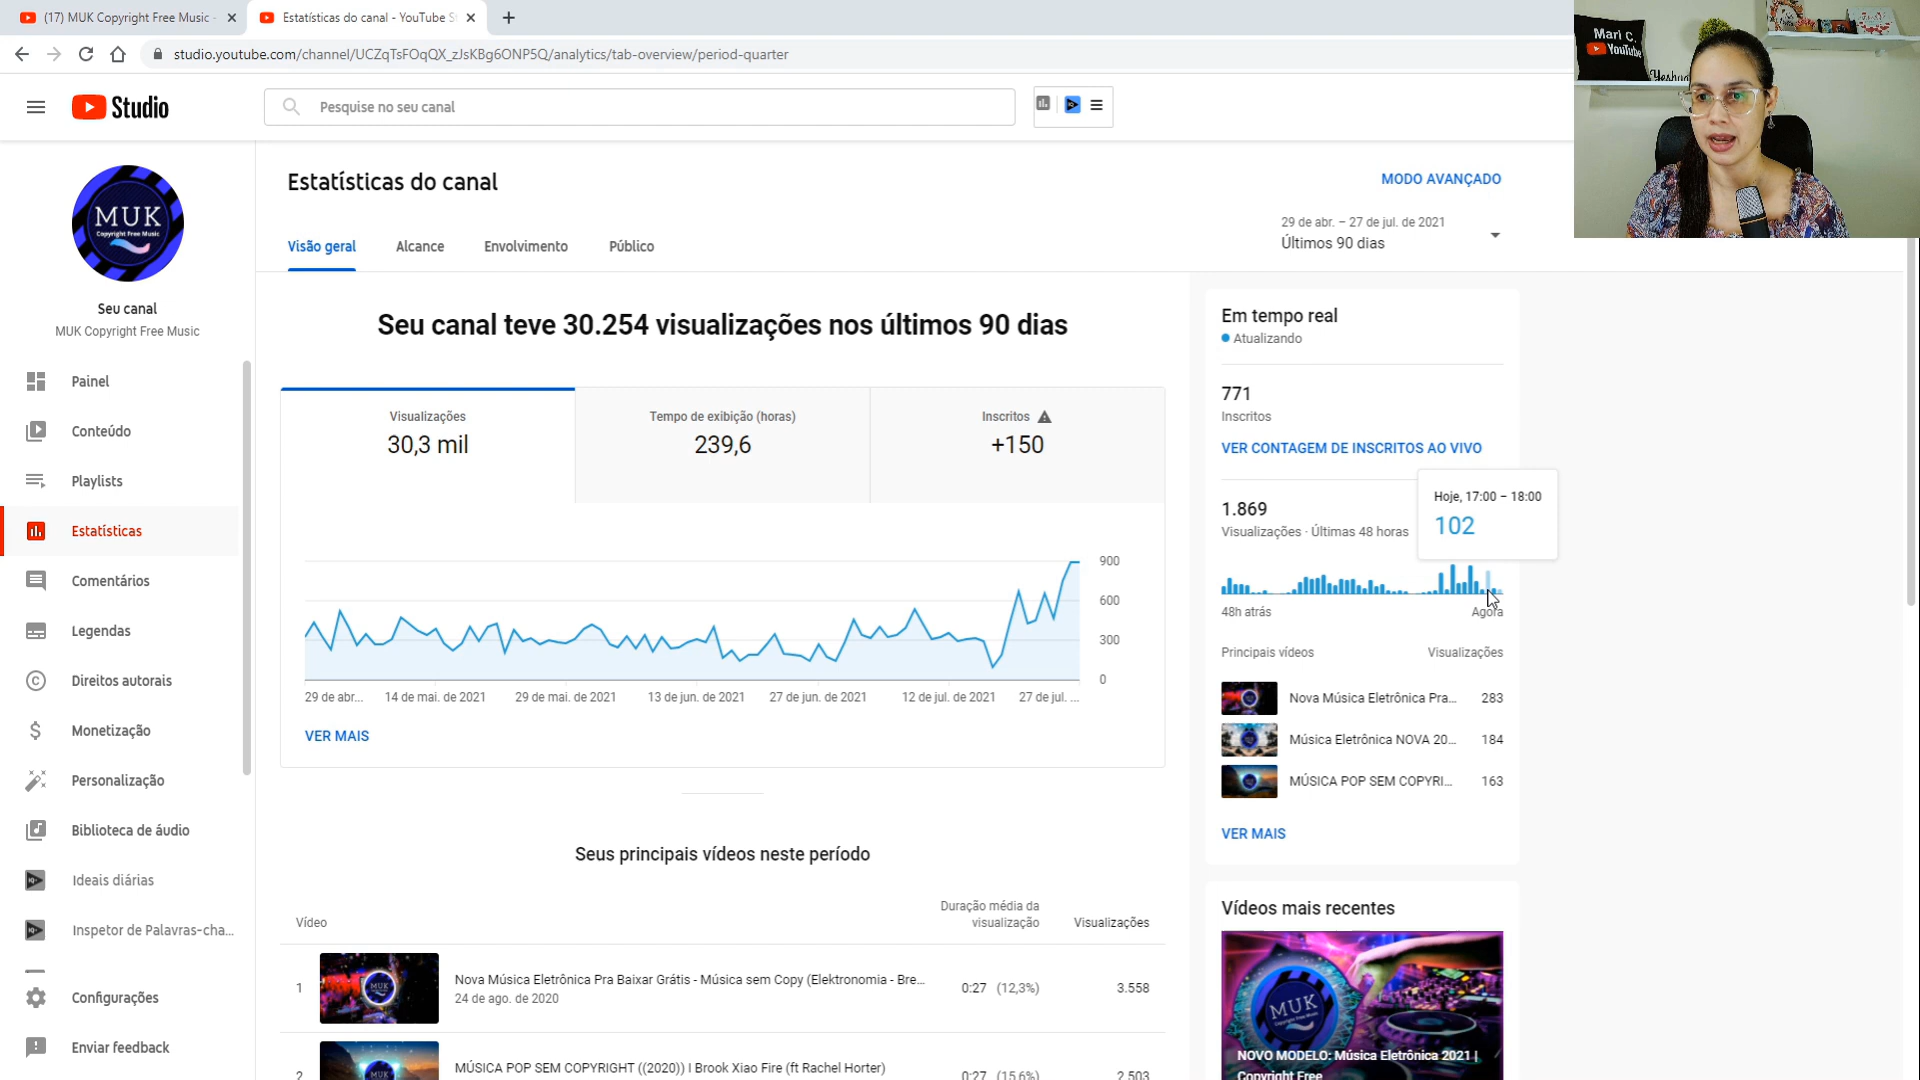 (17) MUK Copyright Free Music -
Estatísticas do canal - YouTube S
studio.youtube.com/channel/UCZqTsFOqQX_zJsKBg6ONP5Q/analytics/tab-overview/period-quarter
Studio
Pesquise no seu canal
Mari C.
YouTube
Yeshua
MUK
Copyright Free Music
Seu canal
MUK Copyright Free Music
Painel
Conteúdo
Playlists
Estatísticas
Comentários
Legendas
Direitos autorais
Monetização
Personalização
Biblioteca de áudio
Ideais diárias
Inspetor de Palavras-cha...
Configurações
Enviar feedback
Estatísticas do canal
MODO AVANÇADO
Visão geral
Alcance
Envolvimento
Público
29 de abr. – 27 de jul. de 2021
Últimos 90 dias
Seu canal teve 30.254 visualizações nos últimos 90 dias
Visualizações
30,3 mil
Tempo de exibição (horas)
239,6
Inscritos
+150
900
600
300
0
29 de abr...
14 de mai. de 2021
29 de mai. de 2021
13 de jun. de 2021
27 de jun. de 2021
12 de jul. de 2021
27 de jul. ...
VER MAIS
Seus principais vídeos neste período
Vídeo
Duração média da
visualização
Visualizações
1
MUK
Nova Música Eletrônica Pra Baixar Grátis - Música sem Copy (Elektronomia - Bre...
24 de ago. de 2020
0:27 (12,3%)
3.558
2
MUK
MÚSICA POP SEM COPYRIGHT ((2020)) I Brook Xiao Fire (ft Rachel Horter)
0:27 (15,6%)
2.503
Em tempo real
Atualizando
771
Inscritos
VER CONTAGEM DE INSCRITOS AO VIVO
1.869
Visualizações · Últimas 48 horas
Hoje, 17:00 – 18:00
102
48h atrás
Agora
Principais vídeos
Visualizações
Nova Música Eletrônica Pra...
283
Música Eletrônica NOVA 20...
184
MÚSICA POP SEM COPYRI...
163
VER MAIS
Vídeos mais recentes
MUK
NOVO MODELO: Música Eletrônica 2021 |
Copyright Free